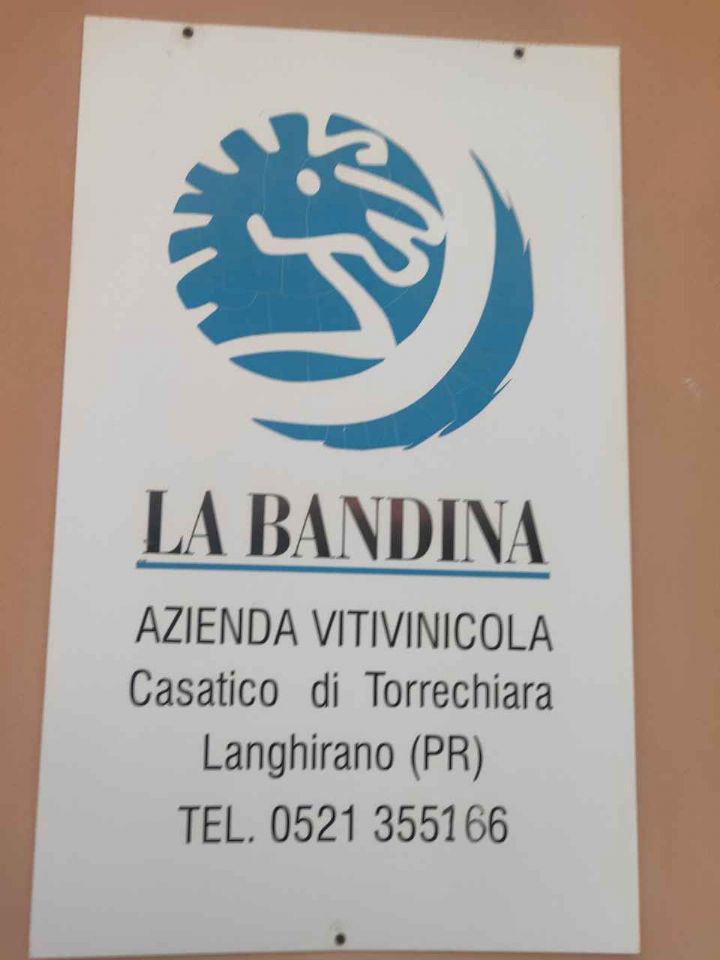 LA BANDINA
AZIENDA VITIVINICOLA
Casatico di Torrechiara
Langhirano (PR)
TEL. 0521 355166